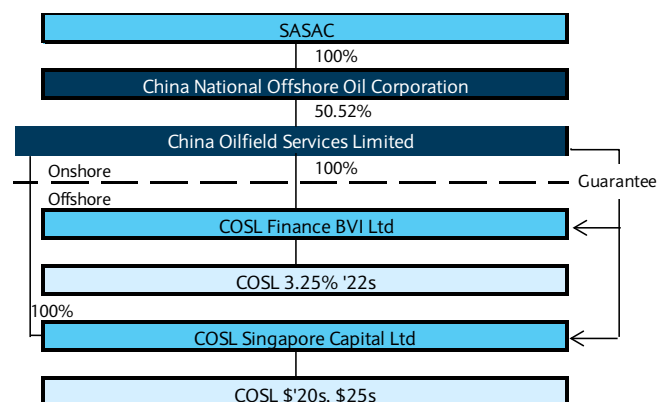 SASAC
100%
China National Offshore Oil Corporation
50.52%
China Oilfield Services Limited
Onshore
100%
Guarantee
Offshore
COSL Finance BVI Ltd
COSL 3.25% '22s
100%
COSL Singapore Capital Ltd
COSL $'20s, $25s